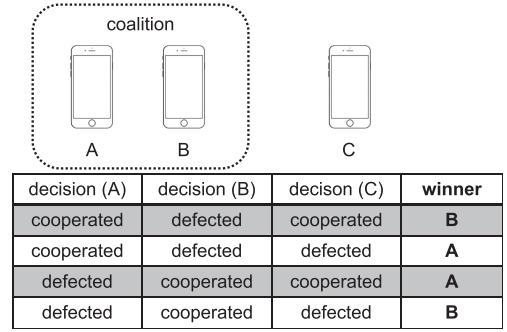 coalition
A B C
decision (A) decision (B) decison (C) winner
cooperated defected cooperated B
cooperated defected defected A
defected cooperated cooperated A
defected cooperated defected B